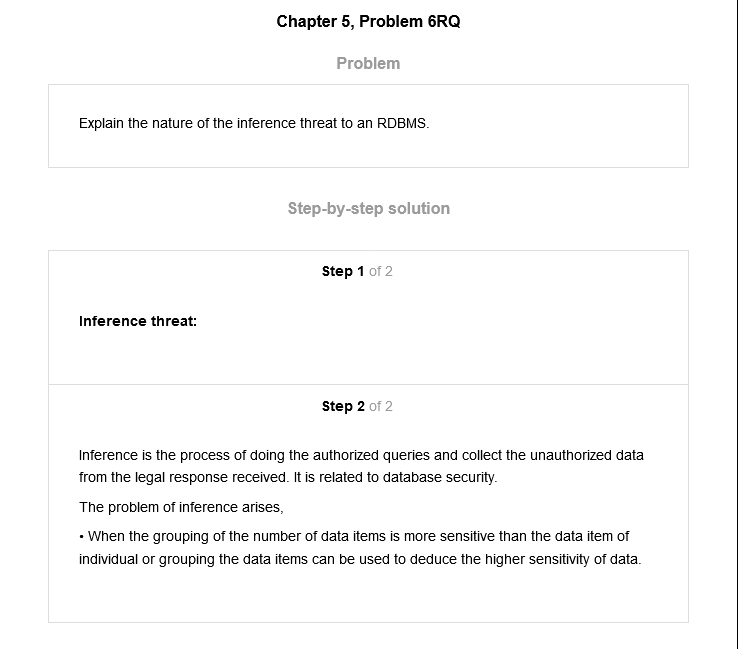 Chapter 5, Problem 6RQ
Problem
Explain the nature of the inference threat to an RDBMS.
Step-by-step solution
Step 1 of 2
Inference threat:
Step 2 of 2
Inference is the process of doing the authorized queries and collect the unauthorized data
from the legal response received. It is related to database security.
The problem of inference arises,
• When the grouping of the number of data items is more sensitive than the data item of
individual or grouping the data items can be used to deduce the higher sensitivity of data.